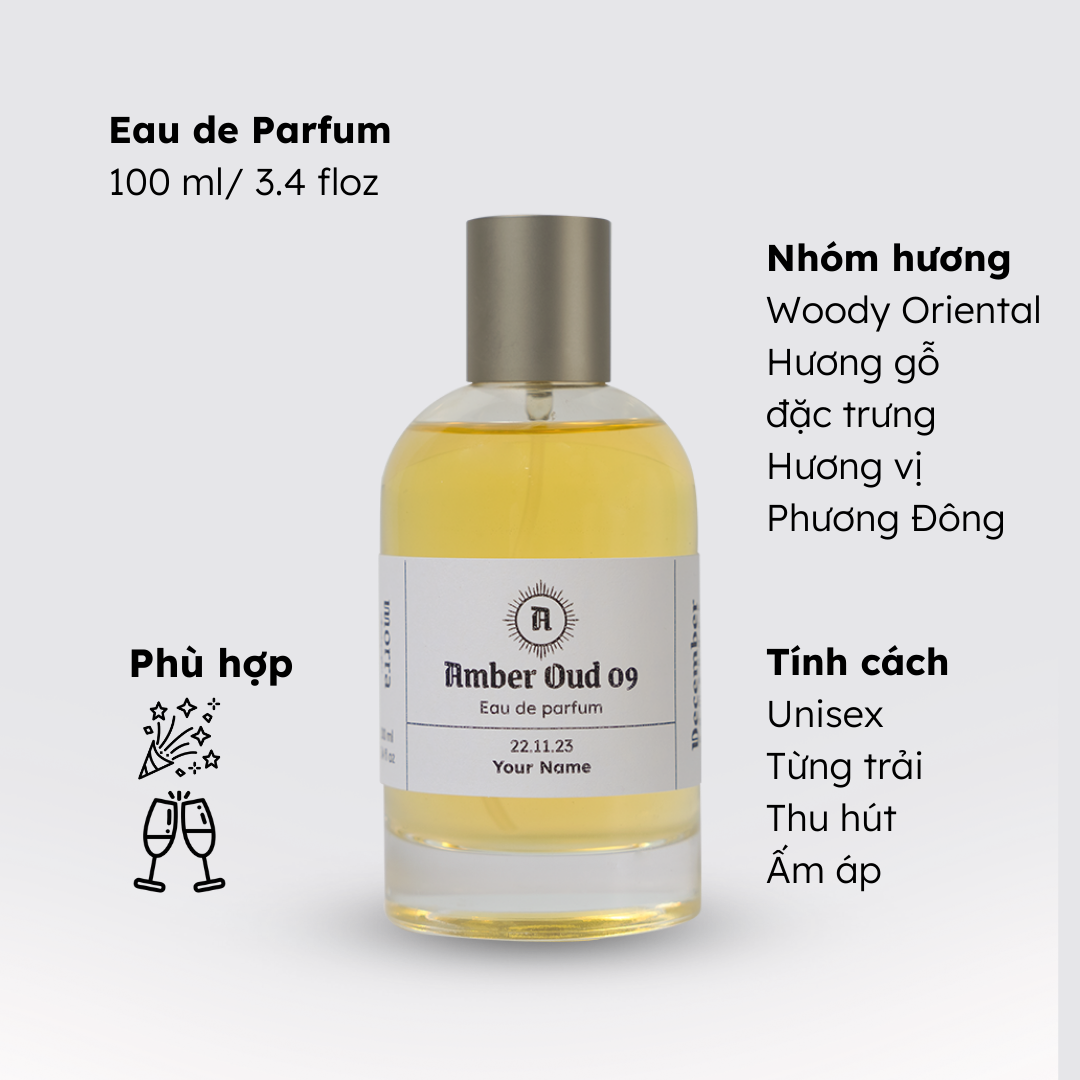 Eau de Parfum
100 ml/ 3.4 floz
Nhóm hương
Woody Oriental
Hương gỗ
đặc trưng
Hương vị
Phương Đông
Phù hợp
Tính cách
Unisex
Từng trải
Thu hút
Ấm áp
A
Amber Oud 09
Eau de parfum
22.11.23
Your Name
December